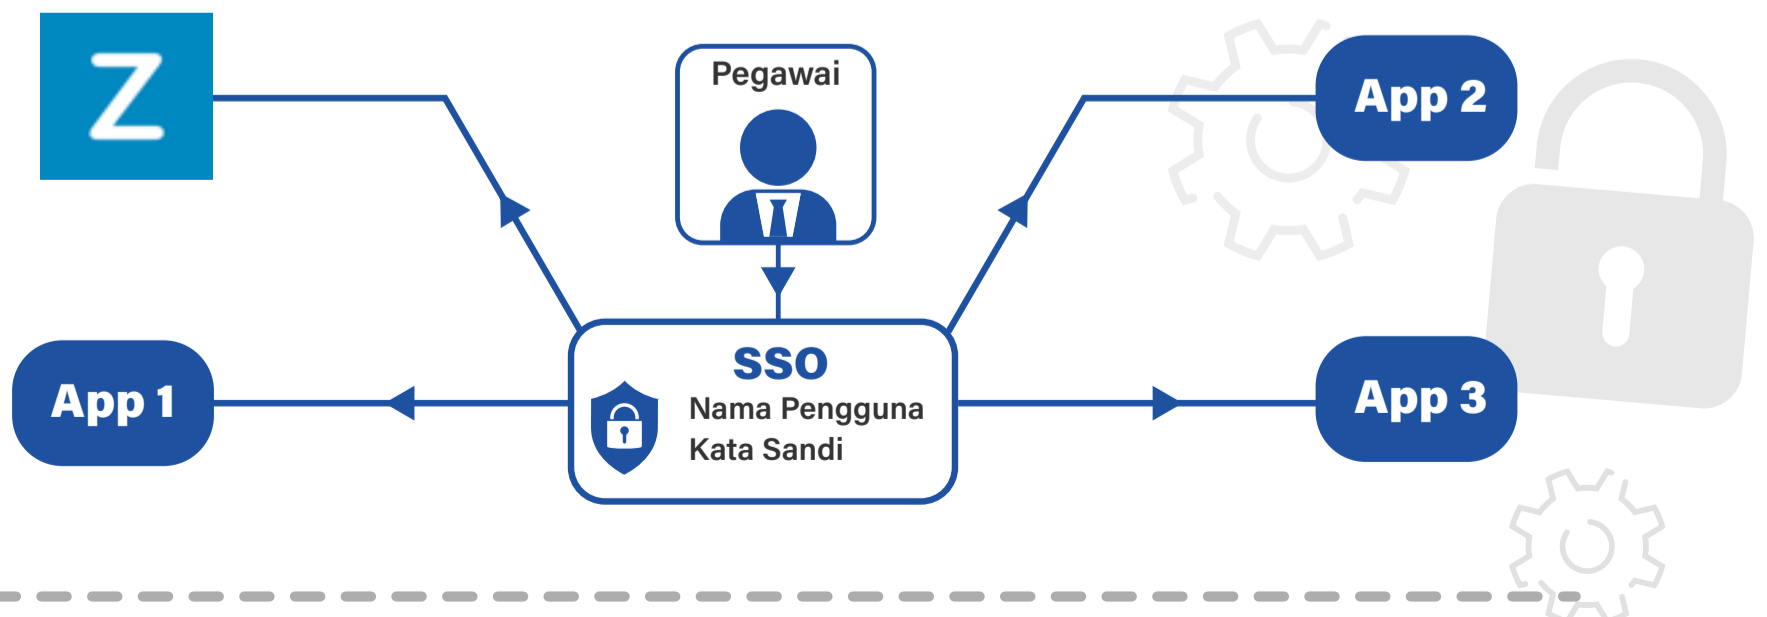 Z
Pegawai
App 2
SSO
Nama Pengguna
Kata Sandi
App 1
App 3